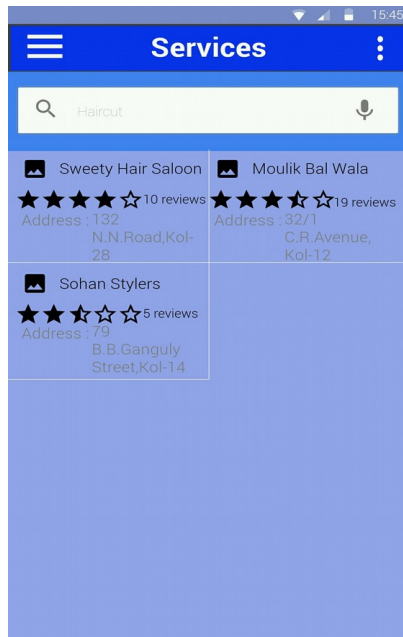 15:45
Services
Haircut
Sweety Hair Saloon
10 reviews
Address : 132
N.N.Road,Kol-
28
Moulik Bal Wala
19 reviews
Address : 32/1
C.R.Avenue,
Kol-12
Sohan Stylers
5 reviews
Address : 79
B.B.Ganguly
Street,Kol-14